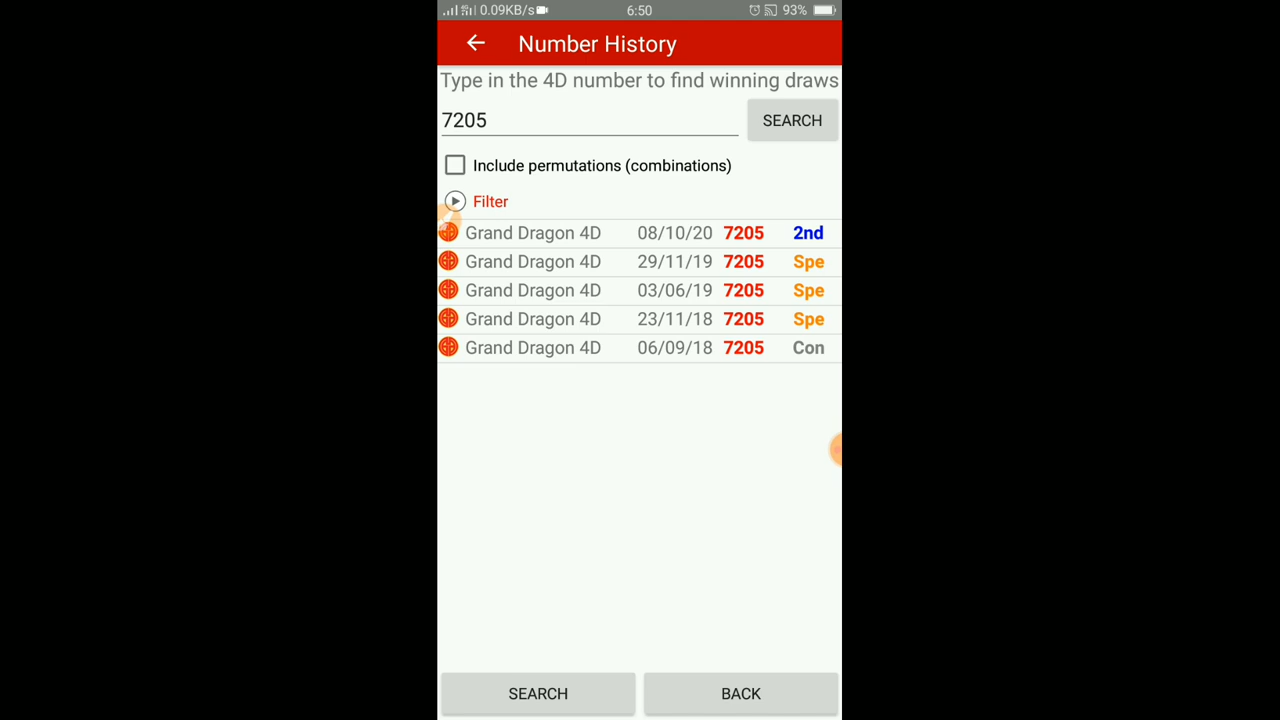 0.09KB/s 6:50 93%
Number History
Type in the 4D number to find winning draws
7205 SEARCH
Include permutations (combinations)
Filter
Grand Dragon 4D 08/10/20 7205 2nd
Grand Dragon 4D 29/11/19 7205 Spe
Grand Dragon 4D 03/06/19 7205 Spe
Grand Dragon 4D 23/11/18 7205 Spe
Grand Dragon 4D 06/09/18 7205 Con
SEARCH BACK